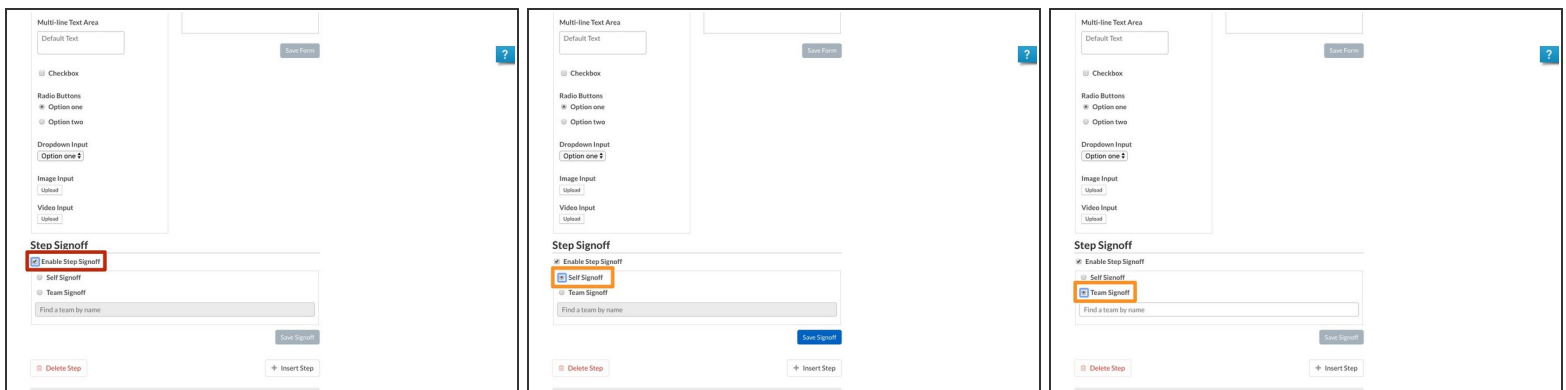 Multi-line Text Area
Default Text
Save Form
?
Checkbox
Radio Buttons
Option one
Option two
Dropdown Input
Option one
Image Input
Upload
Video Input
Upload
Step Signoff
Enable Step Signoff
Self Signoff
Team Signoff
Find a team by name
Save Signoff
Delete Step
+ Insert Step
Multi-line Text Area
Default Text
Save Form
?
Checkbox
Radio Buttons
Option one
Option two
Dropdown Input
Option one
Image Input
Upload
Video Input
Upload
Step Signoff
Enable Step Signoff
Self Signoff
Team Signoff
Find a team by name
Save Signoff
Delete Step
+ Insert Step
Multi-line Text Area
Default Text
Save Form
?
Checkbox
Radio Buttons
Option one
Option two
Dropdown Input
Option one
Image Input
Upload
Video Input
Upload
Step Signoff
Enable Step Signoff
Self Signoff
Team Signoff
Find a team by name
Save Signoff
Delete Step
+ Insert Step